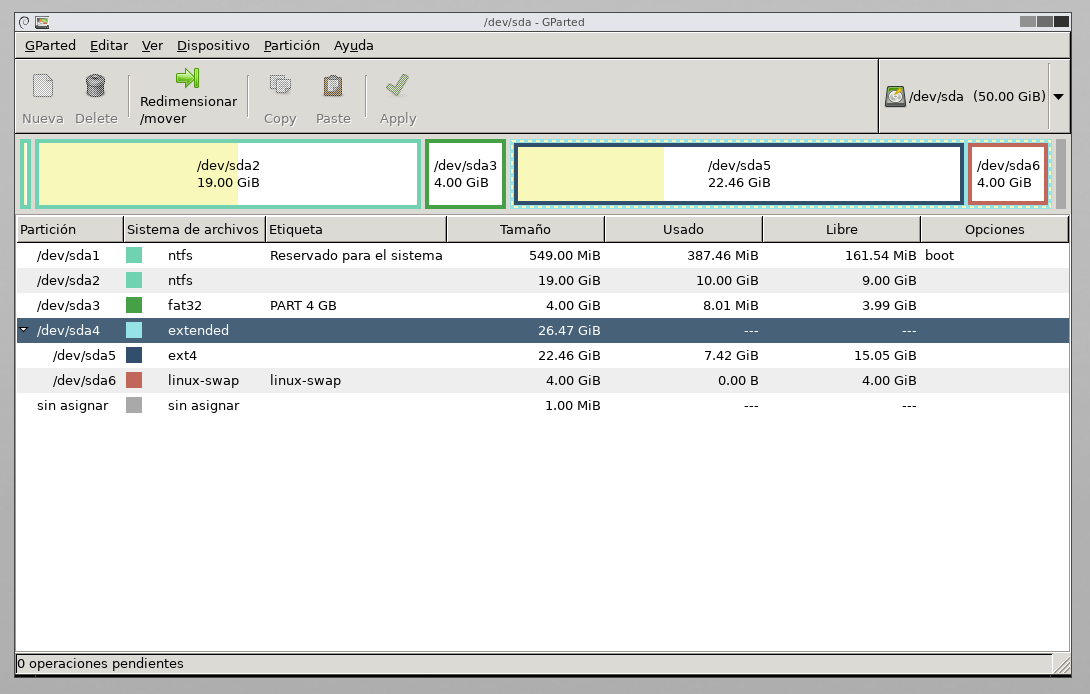 /dev/sda - GParted
GParted Editar Ver Dispositivo Partición Ayuda
Nueva Delete Redimensionar /mover Copy Paste Apply /dev/sda (50.00 GiB)
/dev/sda2 /dev/sda3 /dev/sda5 /dev/sda6
19.00 GiB 4.00 GiB 22.46 GiB 4.00 GiB
Partición Sistema de archivos Etiqueta Tamaño Usado Libre Opciones
/dev/sda1 ntfs Reservado para el sistema 549.00 MiB 387.46 MiB 161.54 MiB boot
/dev/sda2 ntfs 19.00 GiB 10.00 GiB 9.00 GiB
/dev/sda3 fat32 PART 4 GB 4.00 GiB 8.01 MiB 3.99 GiB
/dev/sda4 extended 26.47 GiB --- ---
/dev/sda5 ext4 22.46 GiB 7.42 GiB 15.05 GiB
/dev/sda6 linux-swap linux-swap 4.00 GiB 0.00 B 4.00 GiB
sin asignar sin asignar 1.00 MiB --- ---
0 operaciones pendientes